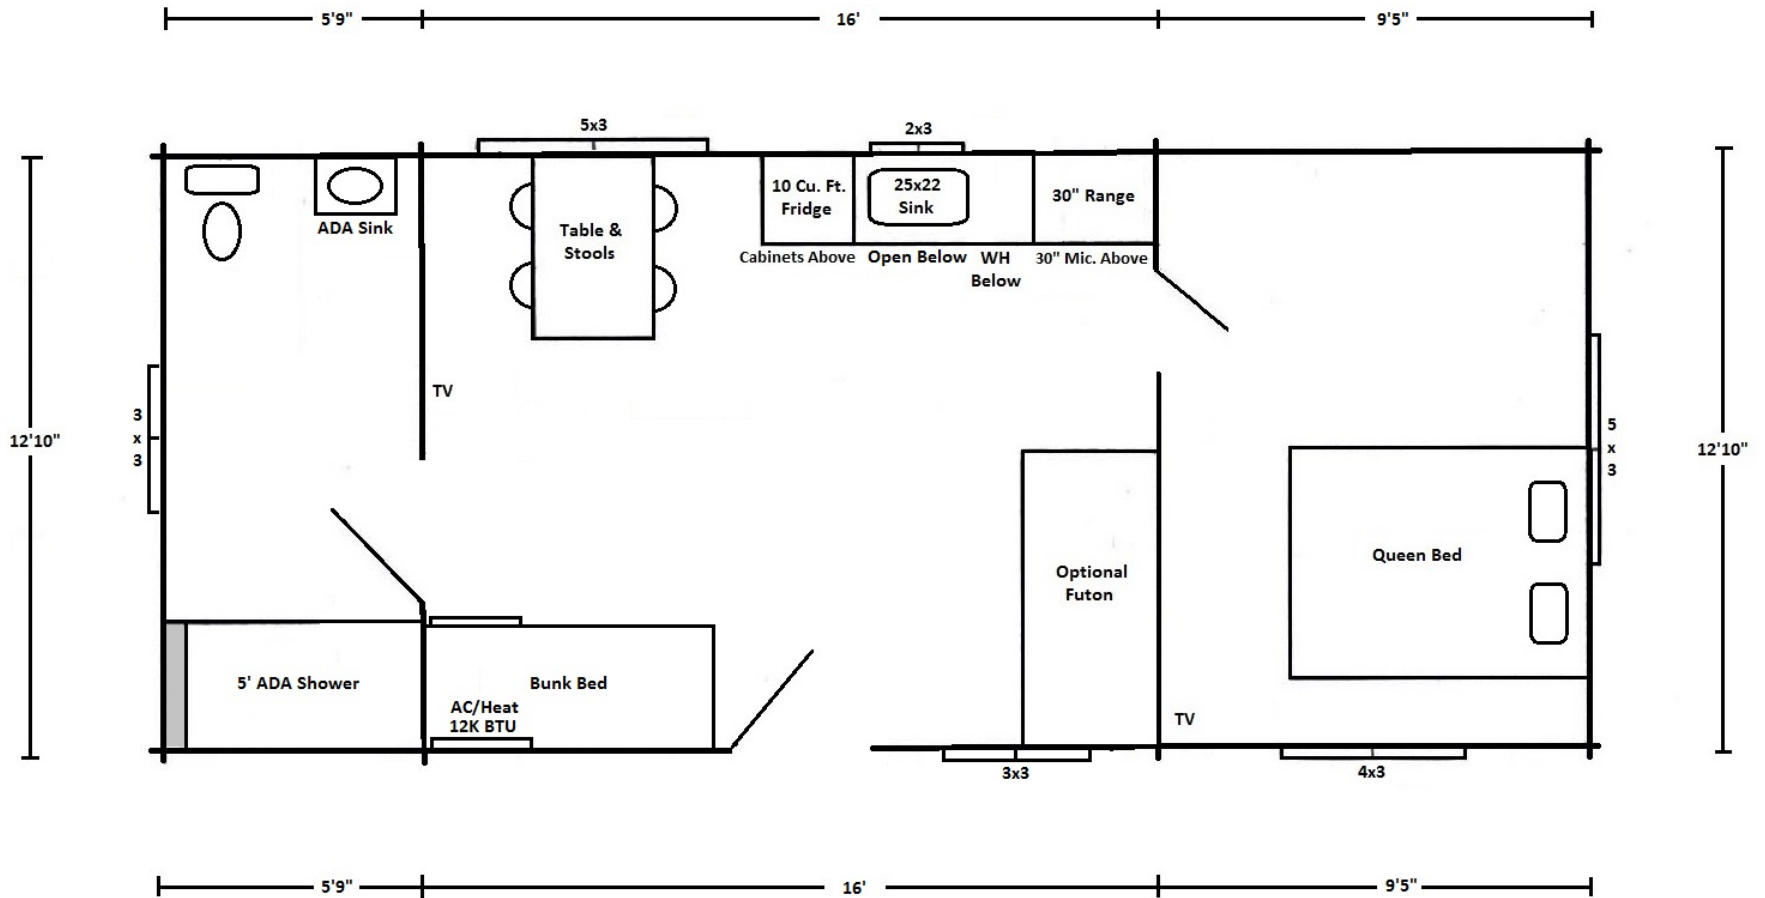 5'9"
16'
9'5"
5x3
2x3
10 Cu. Ft.
Fridge
25x22
Sink
30" Range
ADA Sink
Table &
Stools
Cabinets Above
Open Below
WH
Below
30" Mic. Above
TV
3
x
3
12'10"
5
x
3
12'10"
Optional
Futon
Queen Bed
5' ADA Shower
Bunk Bed
AC/Heat
12K BTU
TV
3x3
4x3
5'9"
16'
9'5"